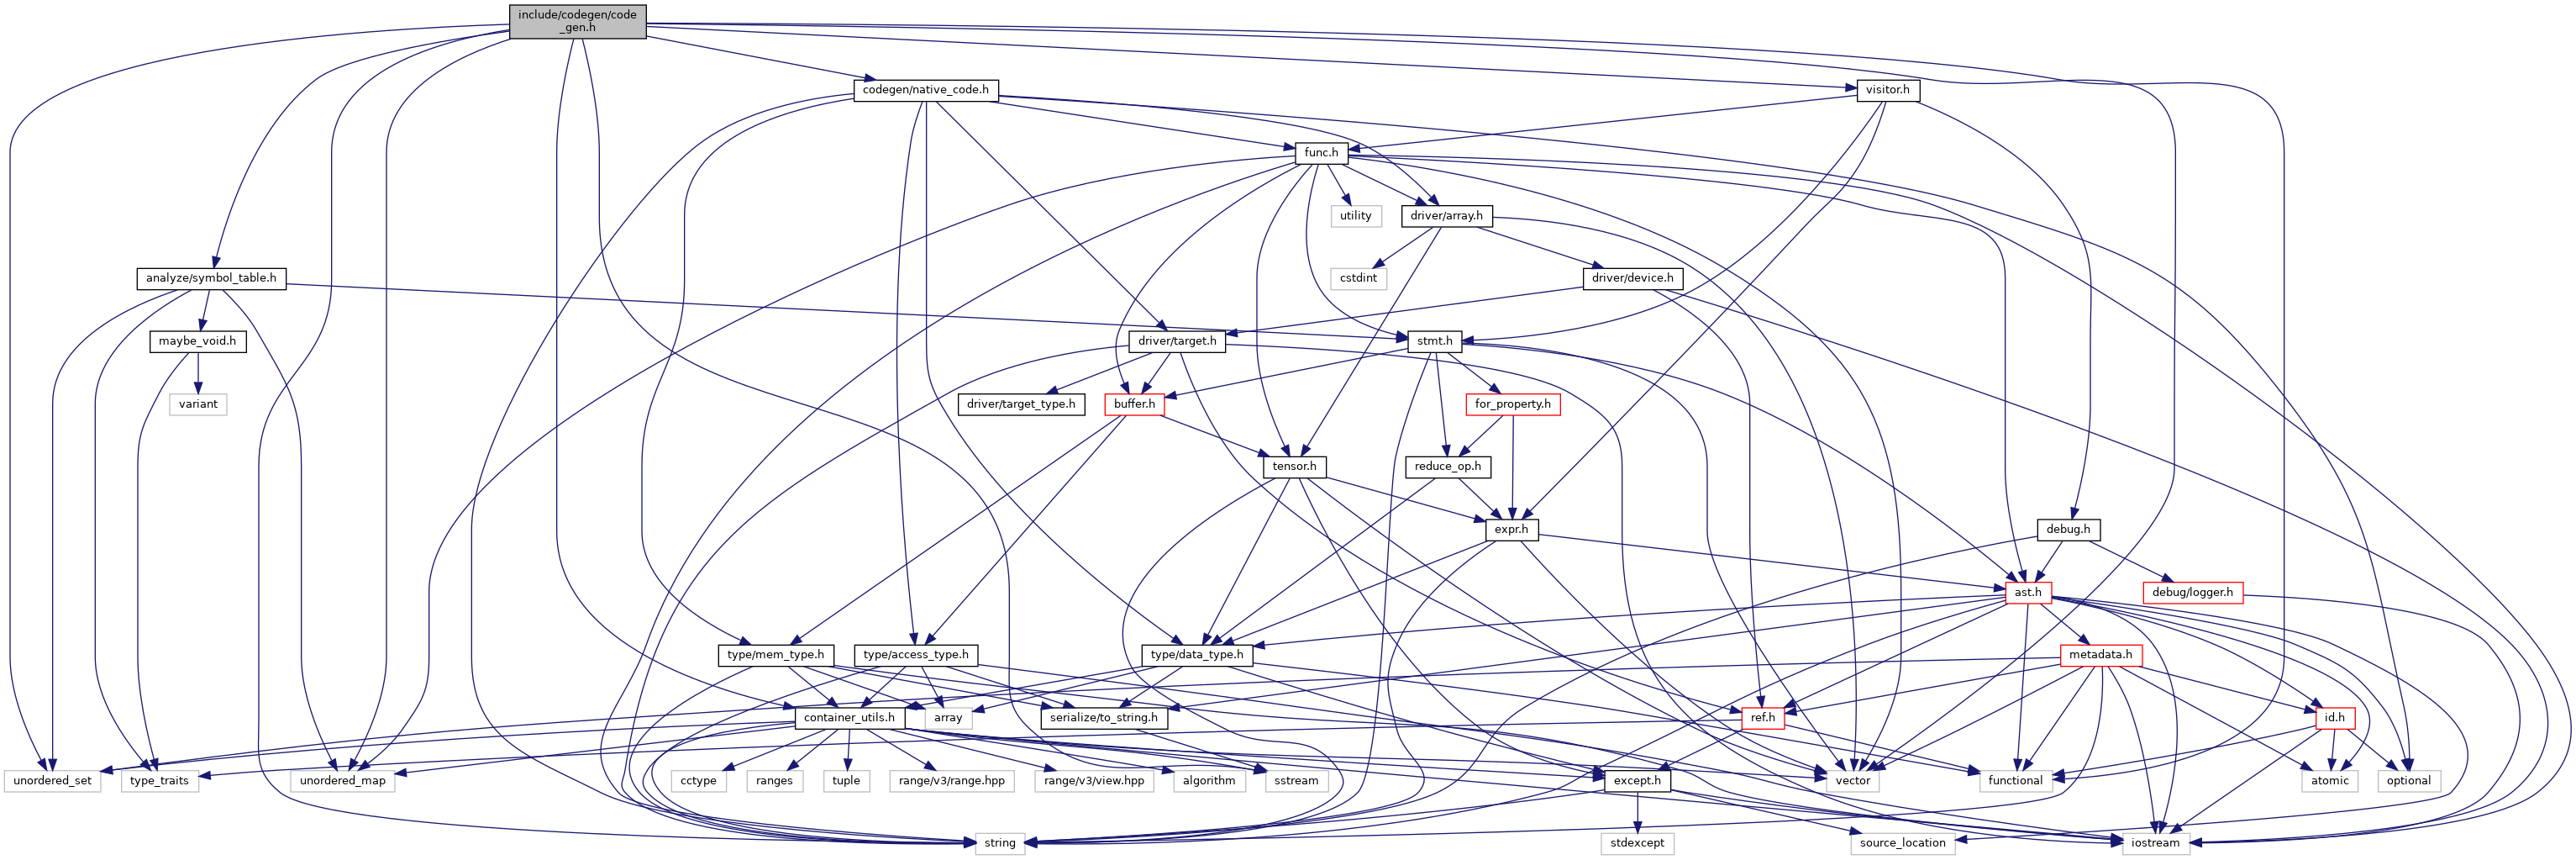 include/codegen/code
_gen.h
codegen/native_code.h
visitor.h
func.h
utility
driver/array.h
analyze/symbol_table.h
cstdint
driver/device.h
maybe_void.h
driver/target.h
stmt.h
variant
driver/target_type.h
buffer.h
for_property.h
tensor.h
reduce_op.h
expr.h
debug.h
ast.h
debug/logger.h
type/mem_type.h
type/access_type.h
type/data_type.h
metadata.h
container_utils.h
array
serialize/to_string.h
ref.h
id.h
unordered_set
type_traits
unordered_map
cctype
ranges
tuple
range/v3/range.hpp
range/v3/view.hpp
algorithm
sstream
except.h
vector
functional
atomic
optional
string
stdexcept
source_location
iostream